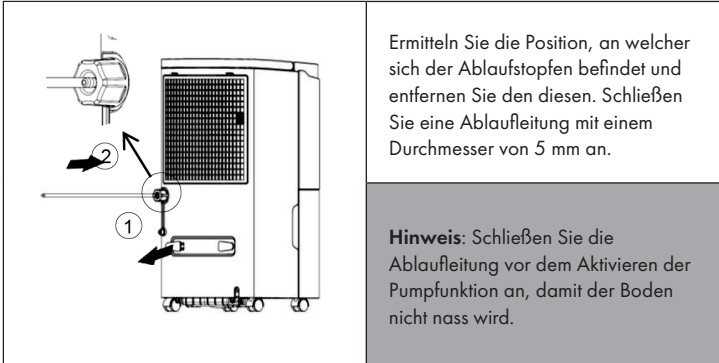 2
1
Ermitteln Sie die Position, an welcher
sich der Ablaufstopfen befindet und
entfernen Sie den diesen. Schließen
Sie eine Ablaufleitung mit einem
Durchmesser von 5 mm an.
Hinweis: Schließen Sie die
Ablaufleitung vor dem Aktivieren der
Pumpfunktion an, damit der Boden
nicht nass wird.